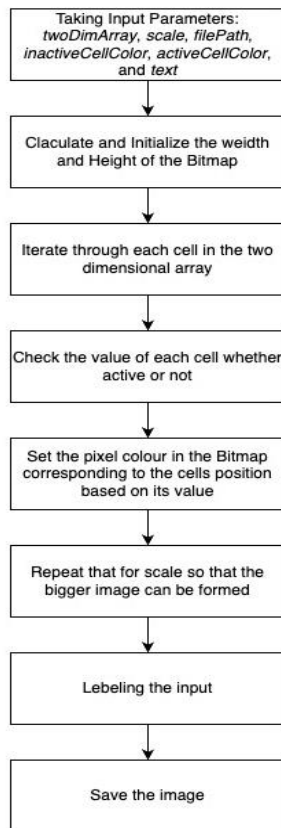 Taking Input Parameters:
twoDimArray, scale, filePath,
inactiveCellColor, activeCellColor,
and text
Claculate and Initialize the weidth
and Height of the Bitmap
Iterate through each cell in the two
dimensional array
Check the value of each cell whether
active or not
Set the pixel colour in the Bitmap
corresponding to the cells position
based on its value
Repeat that for scale so that the
bigger image can be formed
Lebeling the input
Save the image